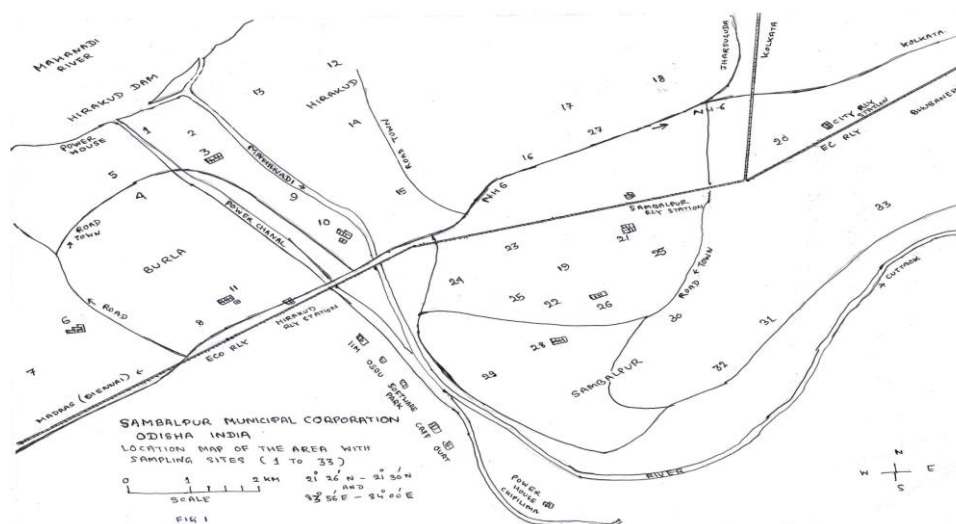 MAHANADI
RIVER
HIRAKUD DAM
POWER
HOUSE
1
2
3
4
5
13
12
HIRAKUD
14
ROAD TOWN
15
MAHANADI
9
10
POWER CHANAL
ROAD
TOWN
BURLA
ROAD
6
7
8
11
HIRAKUD
RLY STATION
ECO RLY
MADRAS (CHENNAI)
17
18
27
16
NH6
NH-6
JHARSUGUDA
KOLKATA
KOLKATA
20
CITY RLY
STATION
EC RLY
SAMBALPUR
RLY STATION
21
23
19
25
24
25
22
26
ROAD TOWN
33
CUTTACK
28
29
30
31
32
SAMBALPUR
RIVER
IIM
OSOU
SOFTWARE
PARK
OUAT
POWER
HOUSE
CHIPILIMA
N
W E
S
SAMBALPUR MUNICIPAL CORPORATION
ODISHA INDIA
LOCATION MAP OF THE AREA WITH
SAMPLING SITES (1 TO 33)
0 1 2 KM
SCALE
21° 26' N - 21° 30' N
AND
83° 56' E - 84° 00' E
FIG 1